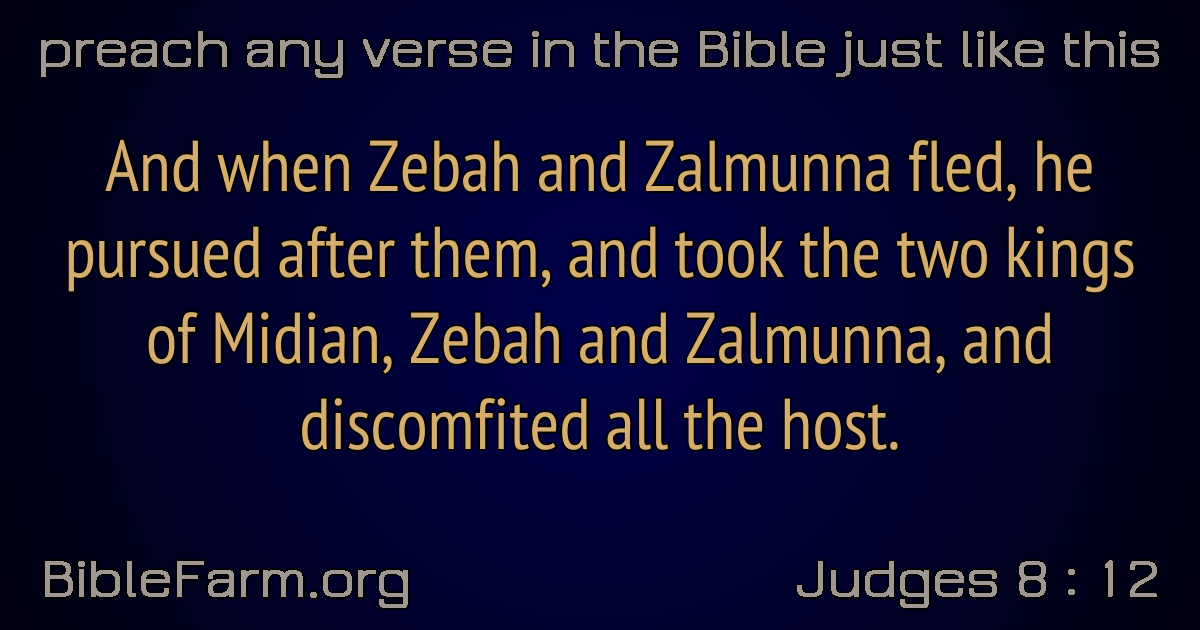 preach any verse in the Bible just like this
And when Zebah and Zalmunna fled, he
pursued after them, and took the two kings
of Midian, Zebah and Zalmunna, and
discomfited all the host.
BibleFarm.org
Judges 8 : 12